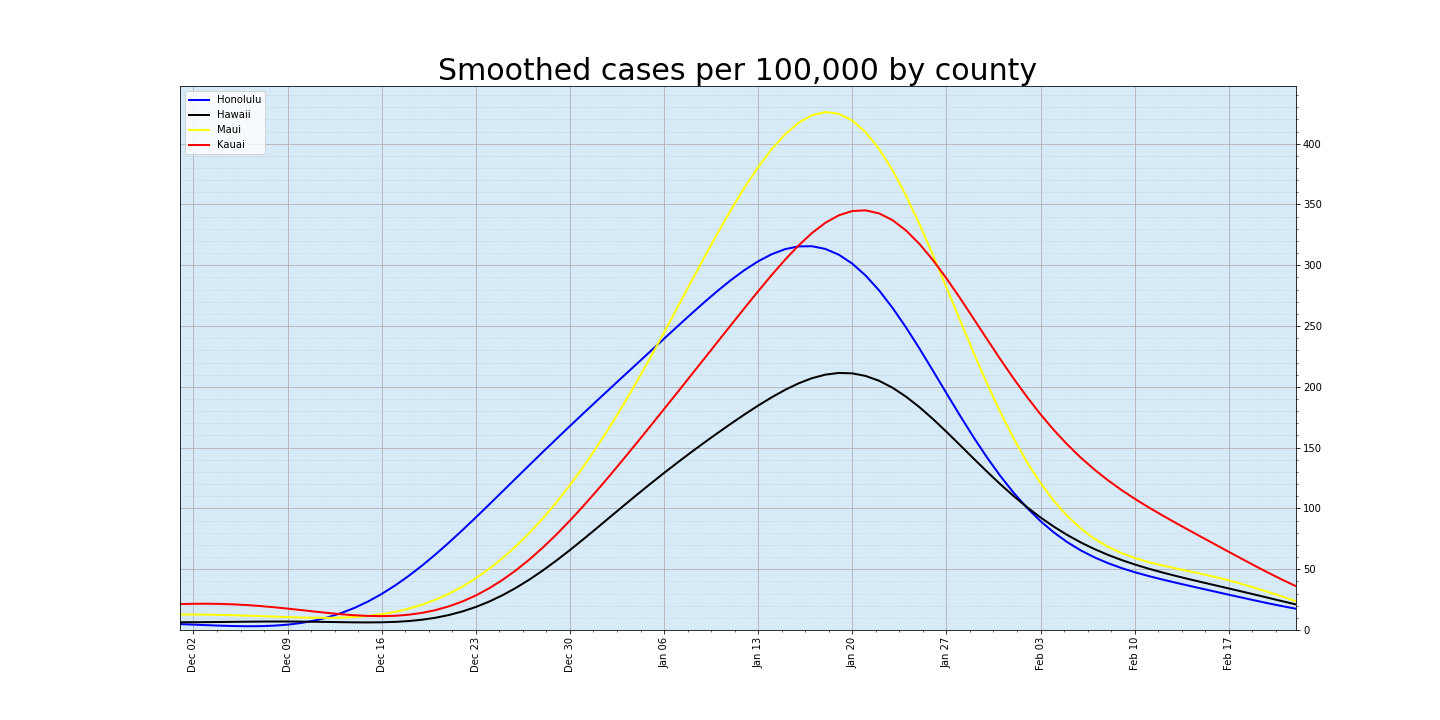 Smoothed cases per 100,000 by county
Honolulu
Hawaii
Maui
Kauai
400
350
300
250
200
150
100
50
0
Dec 02
Dec 09
Dec 16
Dec 23
Dec 30
Jan 06
Jan 13
Jan 20
Jan 27
Feb 03
Feb 10
Feb 17